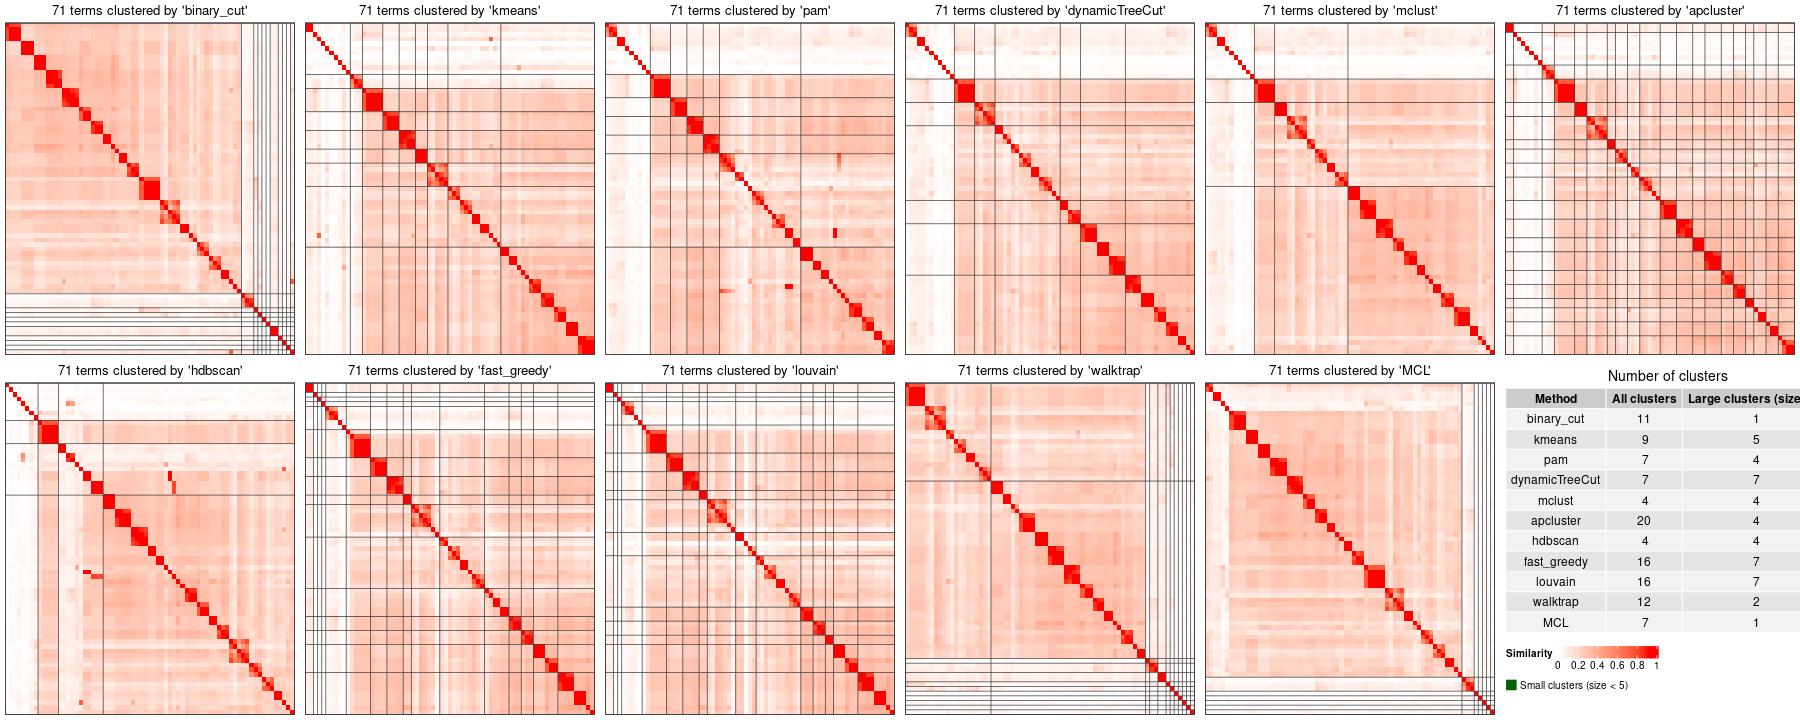 71 terms clustered by 'binary_cut'
71 terms clustered by 'kmeans'
71 terms clustered by 'pam'
71 terms clustered by 'dynamicTreeCut'
71 terms clustered by 'mclust'
71 terms clustered by 'apcluster'
71 terms clustered by 'hdbscan'
71 terms clustered by 'fast_greedy'
71 terms clustered by 'louvain'
71 terms clustered by 'walktrap'
71 terms clustered by 'MCL'
Number of clusters
Method All clusters Large clusters (size
binary_cut 11 1
kmeans 9 5
pam 7 4
dynamicTreeCut 7 7
mclust 4 4
apcluster 20 4
hdbscan 4 4
fast_greedy 16 7
louvain 16 7
walktrap 12 2
MCL 7 1
Similarity
0 0.2 0.4 0.6 0.8 1
Small clusters (size < 5)